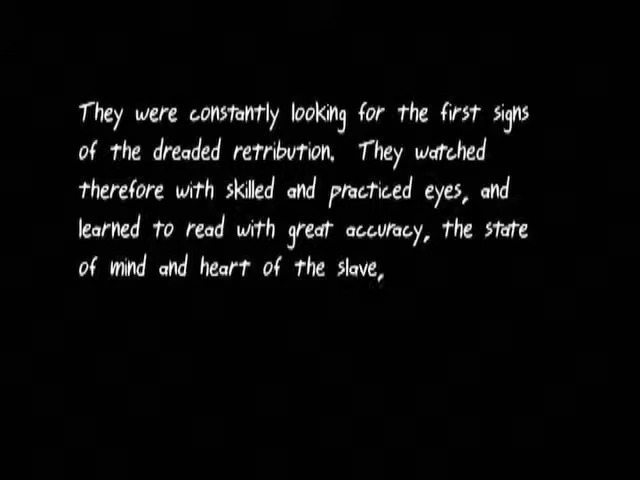 They were constantly looking for the first signs
of the dreaded retribution. They watched
therefore with skilled and practiced eyes, and
learned to read with great accuracy, the state
of mind and heart of the slave,